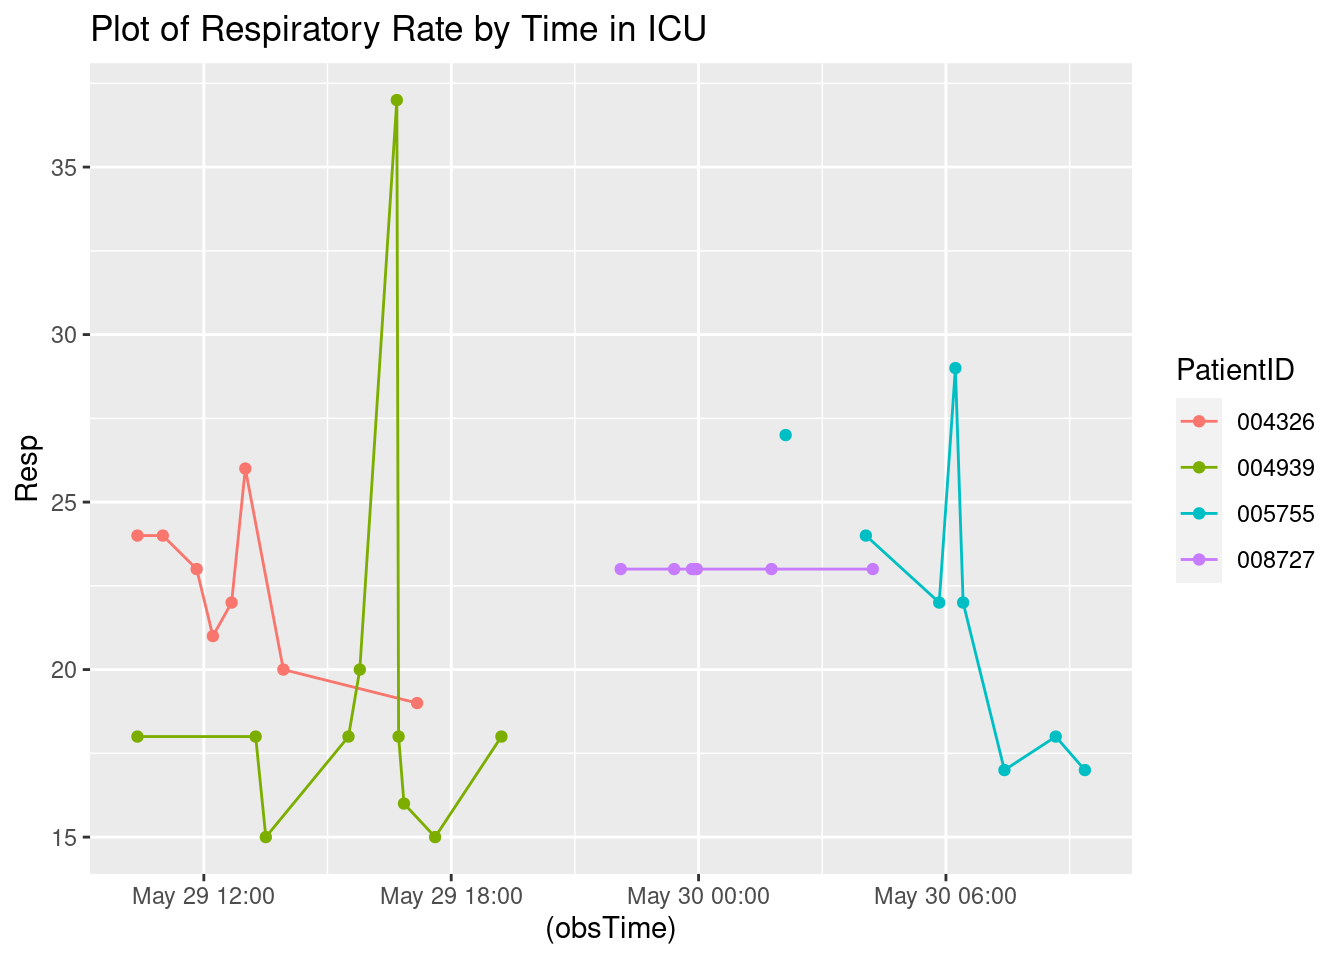 Plot of Respiratory Rate by Time in ICU
Resp
35
30
25
20
15
May 29 12:00
May 29 18:00
May 30 00:00
May 30 06:00
(obsTime)
PatientID
004326
004939
005755
008727